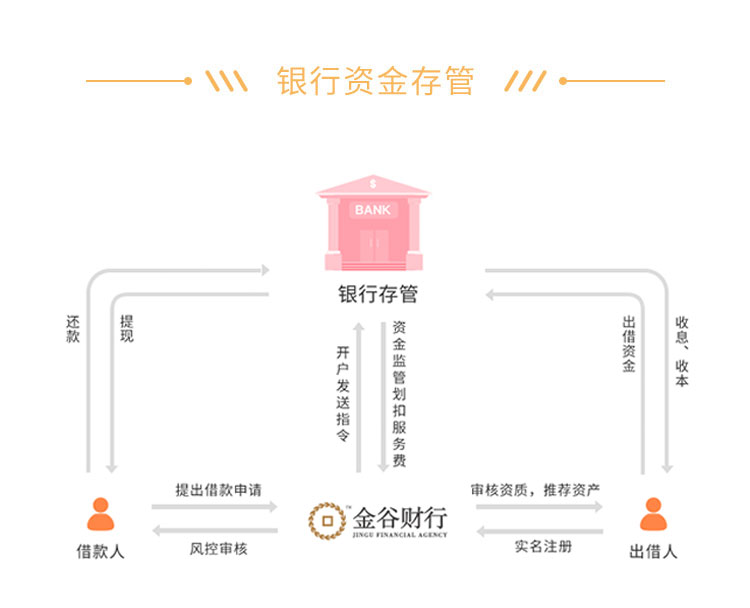 银行资金存管
$
BANK
银行存管
还款
提现
开户发送指令
资金监管划扣服务费
出借资金
收息、收本
提出借款申请
风控审核
金谷财行
JINGU FINANCIAL AGENCY
TM
审核资质，推荐资产
实名注册
借款人
出借人